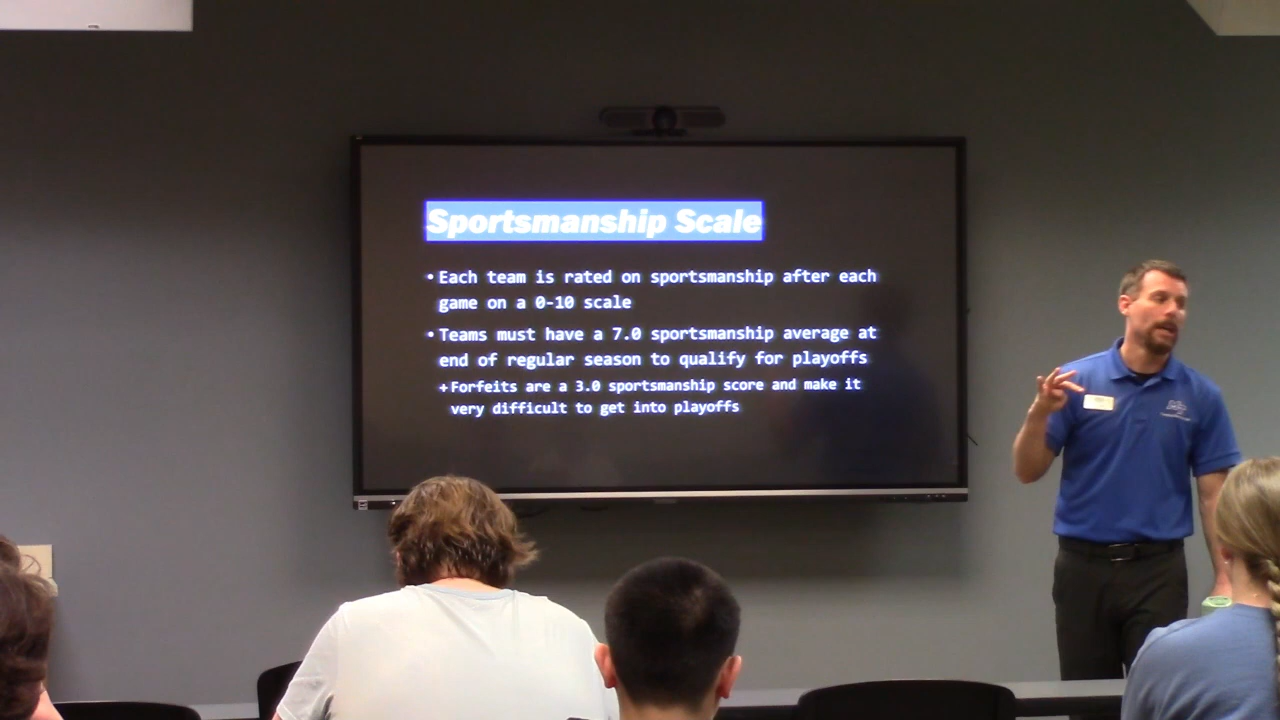 Sportsmanship Scale
• Each team is rated on sportsmanship after each
game on a 0-10 scale
• Teams must have a 7.0 sportsmanship average at
end of regular season to qualify for playoffs
+Forfeits are a 3.0 sportsmanship score and make it
very difficult to get into playoffs